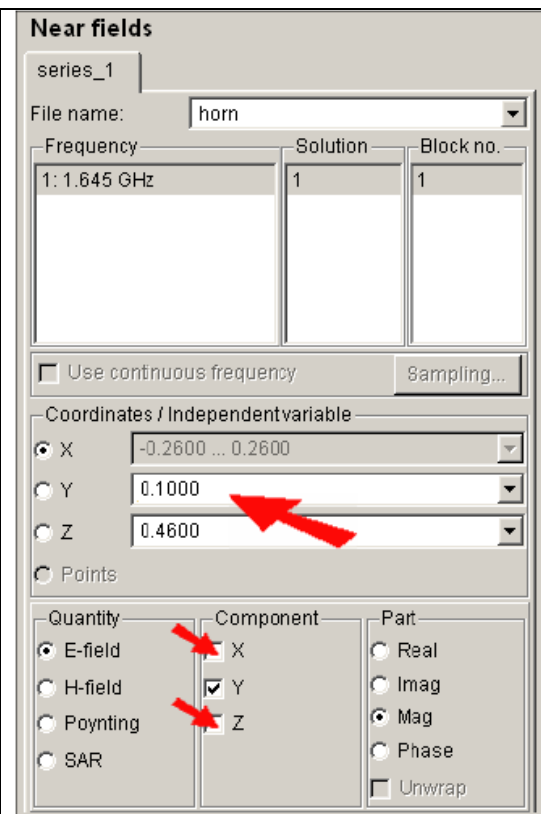 Near fields
series_1
File name: horn
Frequency Solution Block no.
1: 1.645 GHz 1 1
Use continuous frequency Sampling...
Coordinates / Independent variable
X -0.2600 ... 0.2600
Y 0.1000
Z 0.4600
Points
Quantity Component Part
E-field X Real
H-field Y Imag
Poynting Z Mag
SAR Phase
Unwrap